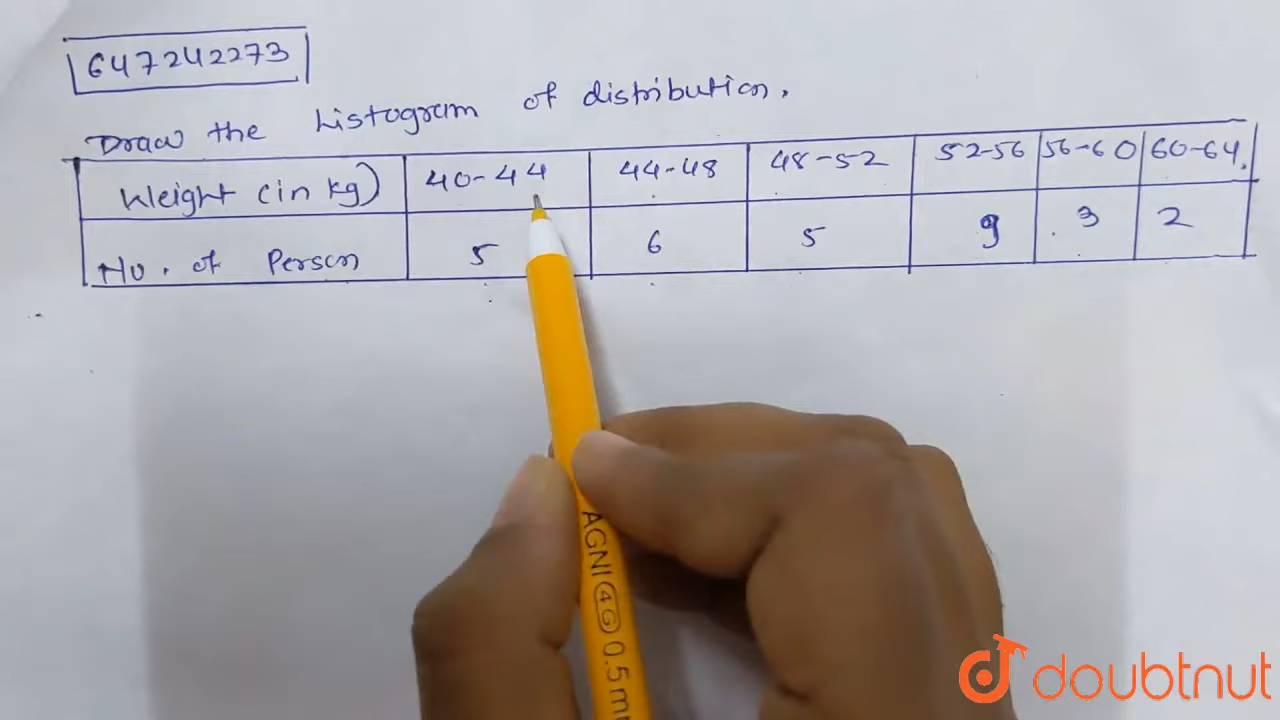 647242273
Draw the histogram of distribution.
Weight (in kg) 40-44 44-48 48-52 52-56 56-60 60-64.
No. of Person 5 6 5 9 3 2
AGNI 4G 0.5
doubtnut